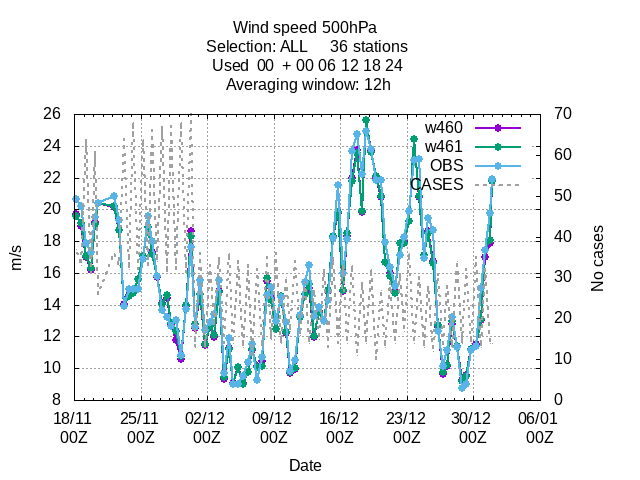 Wind speed 500hPa
Selection: ALL     36 stations
Used  00  + 00 06 12 18 24
Averaging window: 12h
26 24 22 20 18 16 14 12 10 8
70 60 50 40 30 20 10 0
w460
w461
OBS
CASES
m/s
No cases
18/11 25/11 02/12 09/12 16/12 23/12 30/12 06/01
00Z 00Z 00Z 00Z 00Z 00Z 00Z 00Z
Date